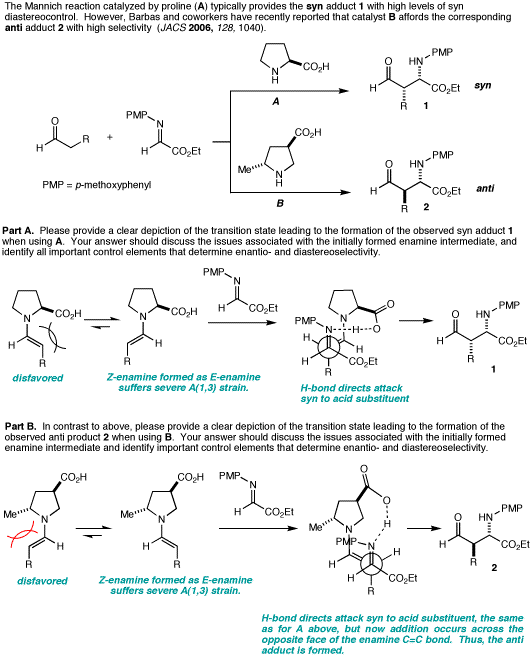 The Mannich reaction catalyzed by proline (A) typically provides the syn adduct 1 with high levels of syn
diastereocontrol. However, Barbas and coworkers have recently reported that catalyst B affords the corresponding
anti adduct 2 with high selectivity (JACS 2006, 128, 1040).
N
H
CO2H
A
PMP
HN
O
H
CO2Et
R
1
syn
O
H
R
+
PMP
N
H
CO2Et
CO2H
Me
N
H
B
PMP = p-methoxyphenyl
PMP
HN
O
H
CO2Et
R
2
anti
Part A. Please provide a clear depiction of the transition state leading to the formation of the observed syn adduct 1
when using A. Your answer should discuss the issues associated with the initially formed enamine intermediate, and
identify all important control elements that determine enantio- and diastereoselectivity.
N
CO2H
H
R
disfavored
N
CO2H
H
R
Z-enamine formed as E-enamine
suffers severe A(1,3) strain.
PMP
N
H
CO2Et
O
O
N
PMP
N
H
H
H
H
CO2Et
R
H-bond directs attack
syn to acid substituent
PMP
HN
O
H
CO2Et
R
1
Part B. In contrast to above, please provide a clear depiction of the transition state leading to the formation of the
observed anti product 2 when using B. Your answer should discuss the issues associated with the initially formed
enamine intermediate and identify important control elements that determine enantio- and diastereoselectivity.
CO2H
Me
N
H
R
disfavored
CO2H
Me
N
H
R
Z-enamine formed as E-enamine
suffers severe A(1,3) strain.
PMP
N
H
CO2Et
O
O
H
Me
N
PMP
N
H
H
H
CO2Et
R
H-bond directs attack syn to acid substituent, the same
as for A above, but now addition occurs across the
opposite face of the enamine C=C bond. Thus, the anti
adduct is formed.
PMP
HN
O
H
CO2Et
R
2